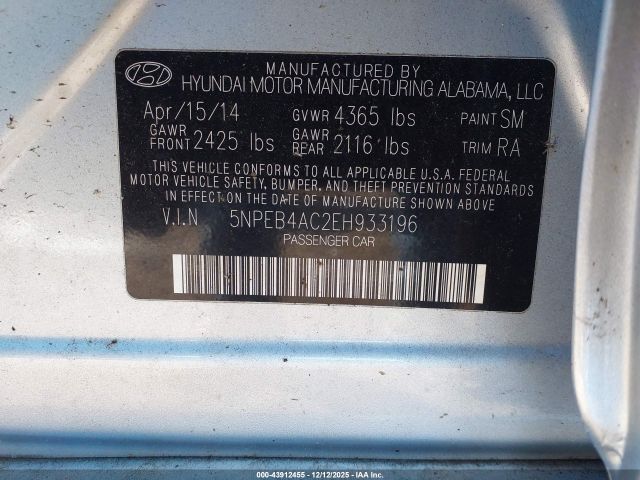 MANUFACTURED BY
HYUNDAI MOTOR MANUFACTURING ALABAMA, LLC
Apr/15/14 GVWR 4365 lbs PAINT SM
GAWR FRONT 2425 lbs GAWR REAR 2116 lbs TRIM RA
THIS VEHICLE CONFORMS TO ALL APPLICABLE U.S.A. FEDERAL
MOTOR VEHICLE SAFETY, BUMPER, AND THEFT PREVENTION STANDARDS
IN EFFECT ON THE DATE OF MANUFACTURE SHOWN ABOVE.
V.I.N 5NPEB4AC2EH933196
PASSENGER CAR
000-43912455 - 12/12/2025 - IAA Inc.